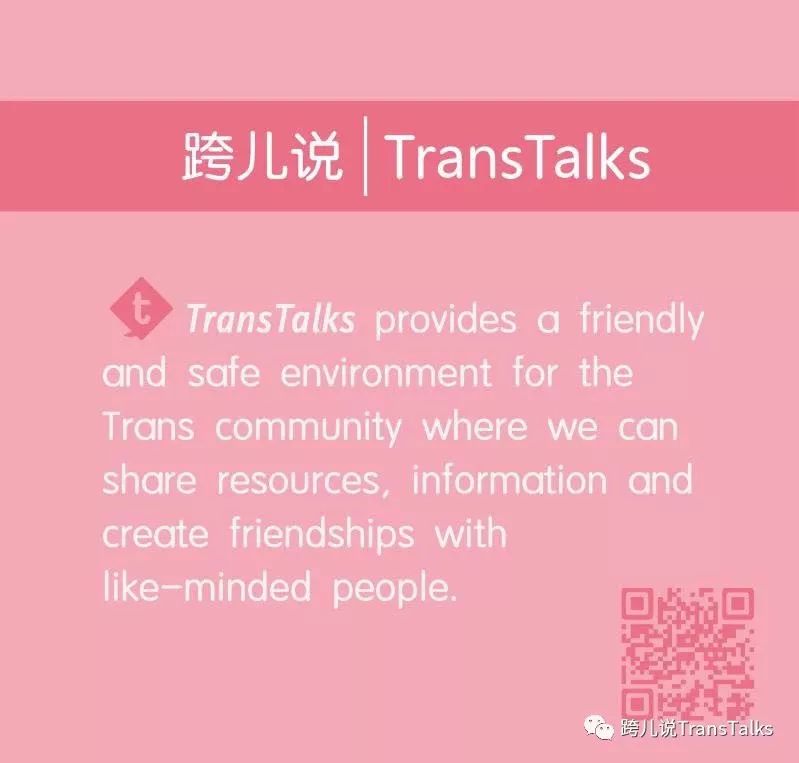 跨儿说 | TransTalks
t TransTalks provides a friendly
and safe environment for the
Trans community where we can
share resources, information and
create friendships with
like-minded people.
跨儿说TransTalks